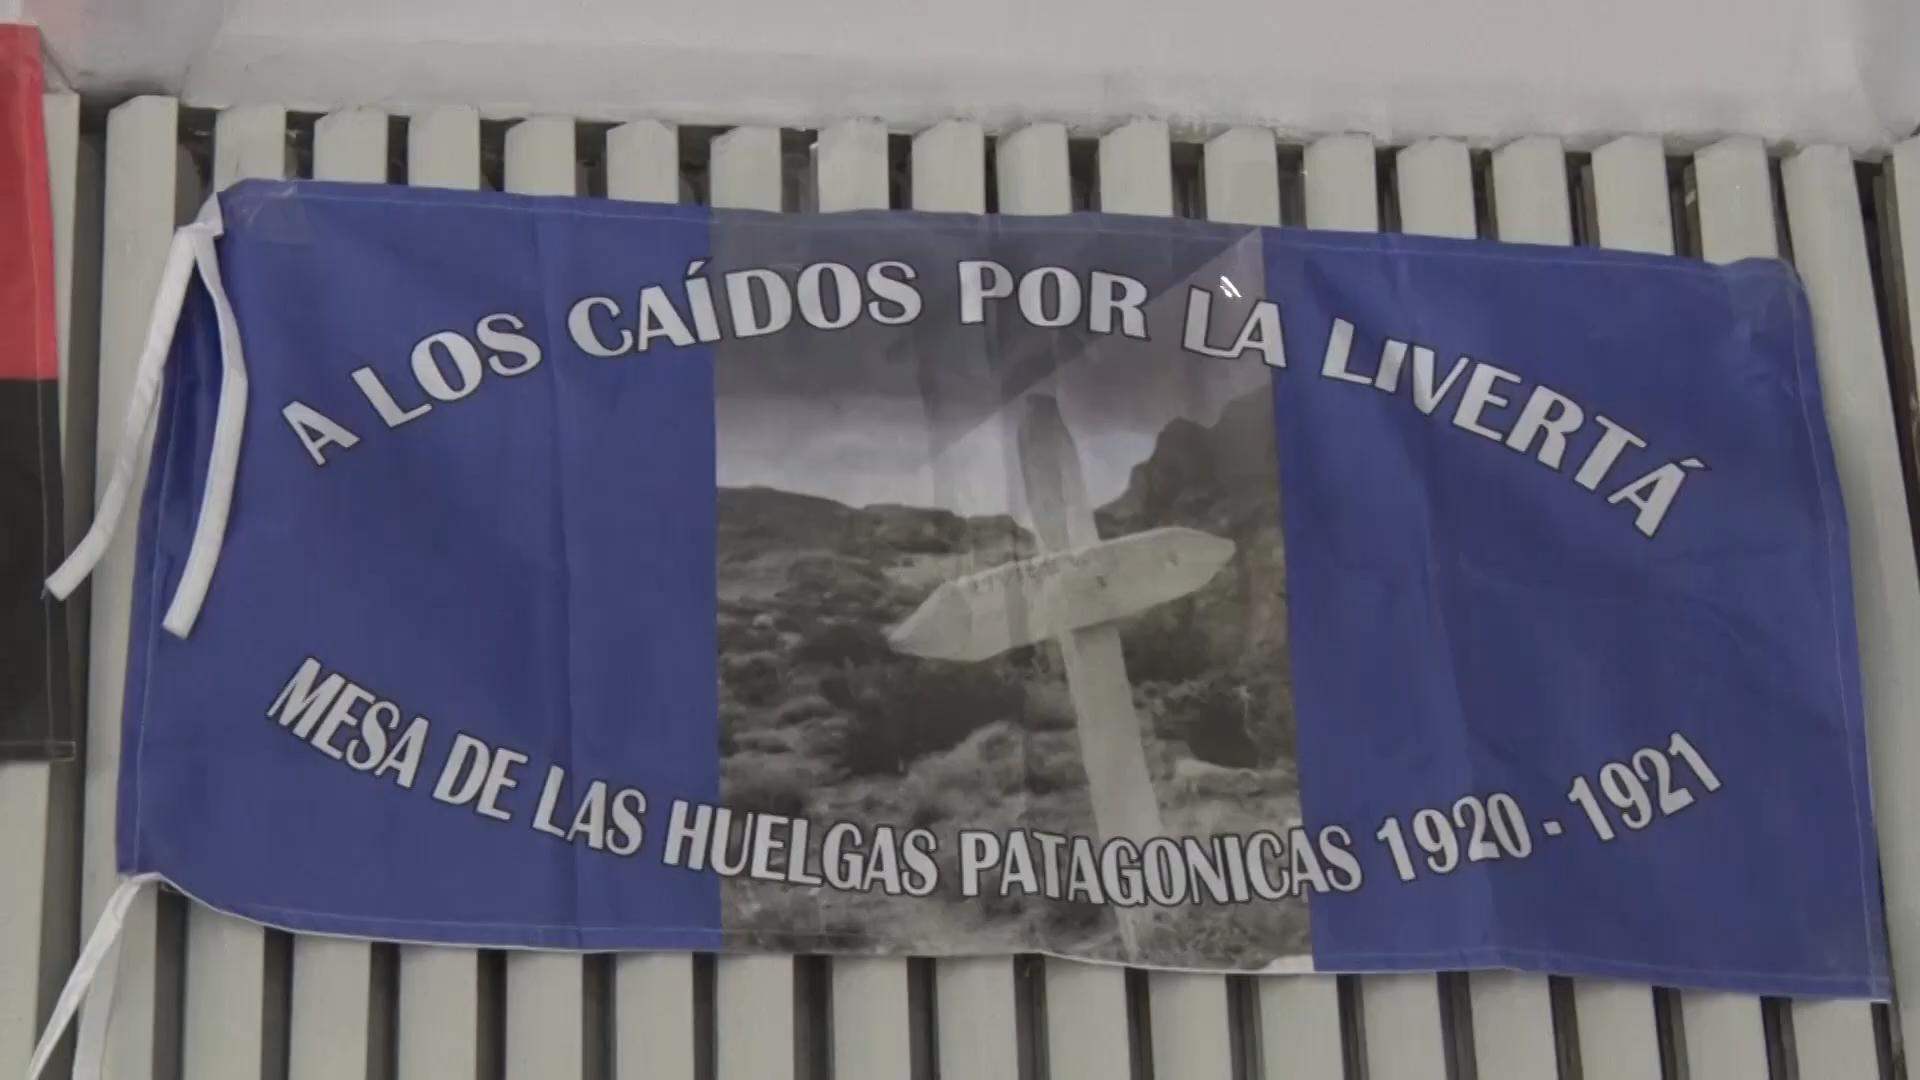 A LOS CAÍDOS POR LA LIVERTÁ
MESA DE LAS HUELGAS PATAGONICAS 1920 - 1921